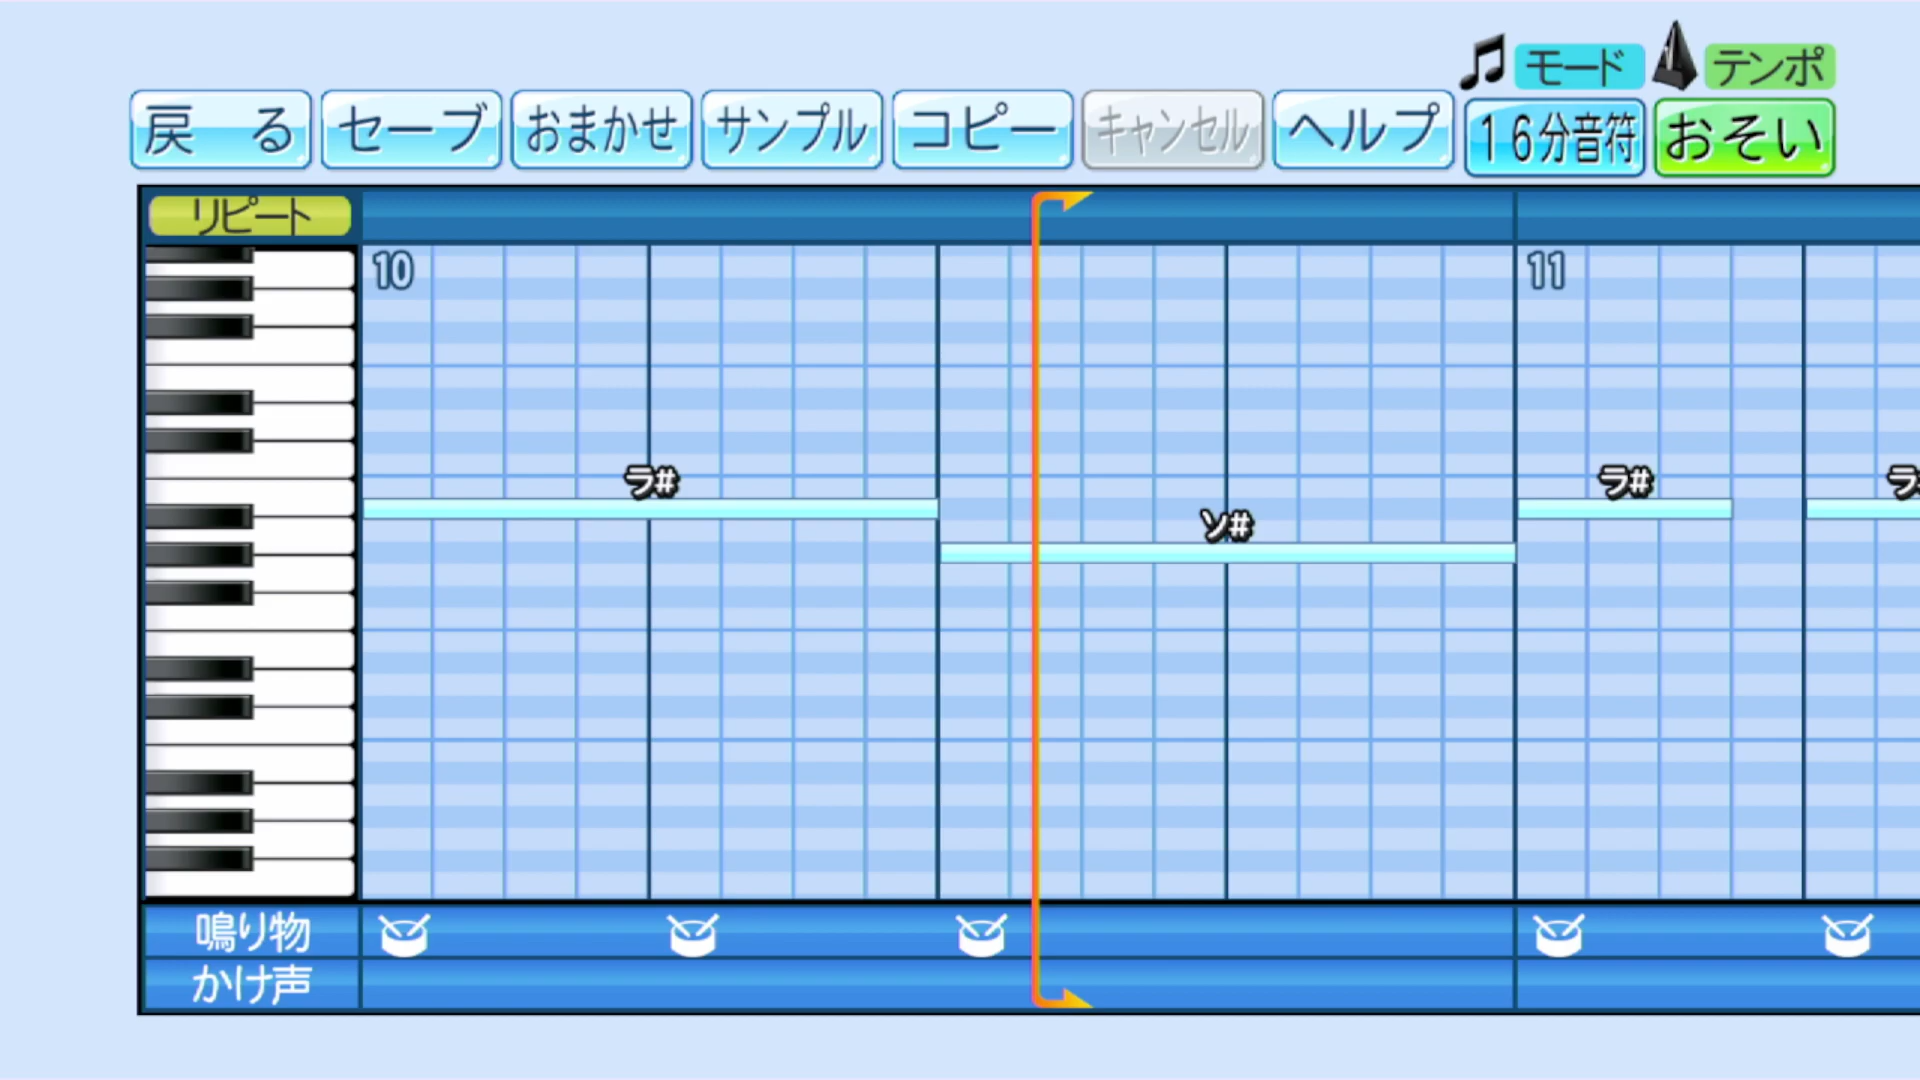 モード テンポ
戻る セーブ おまかせ サンプル コピー キャンセル ヘルプ 16分音符 おそい
リピート
10 11
ラ# ラ# ラ#
ソ#
鳴り物
かけ声